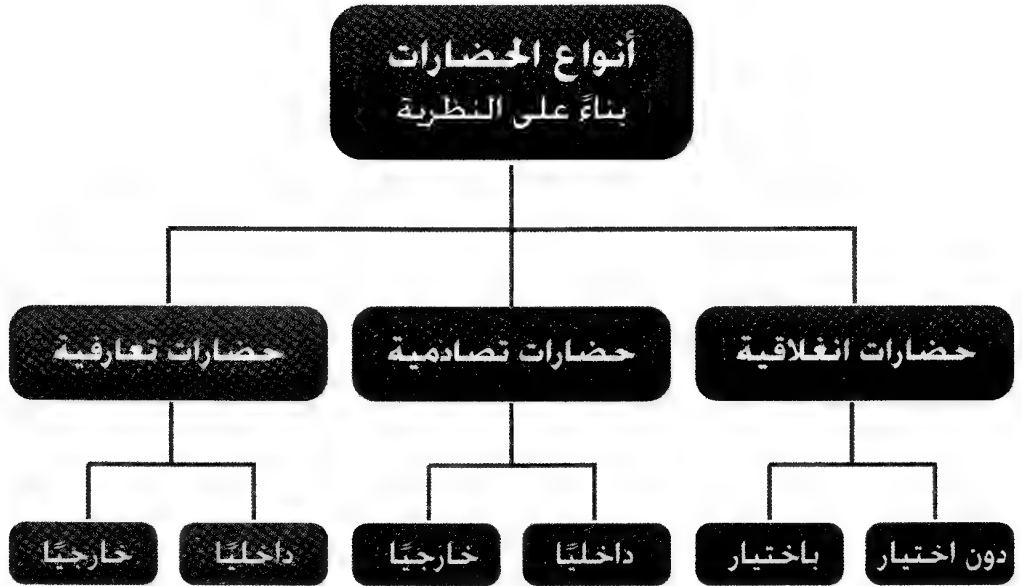 أنواع الحضارات
بناءً على النظرية
حضارات انغلاقية
حضارات تصادمية
حضارات تعارفية
دون اختيار
باختيار
داخليًا
خارجيًا
داخليًا
خارجيًا